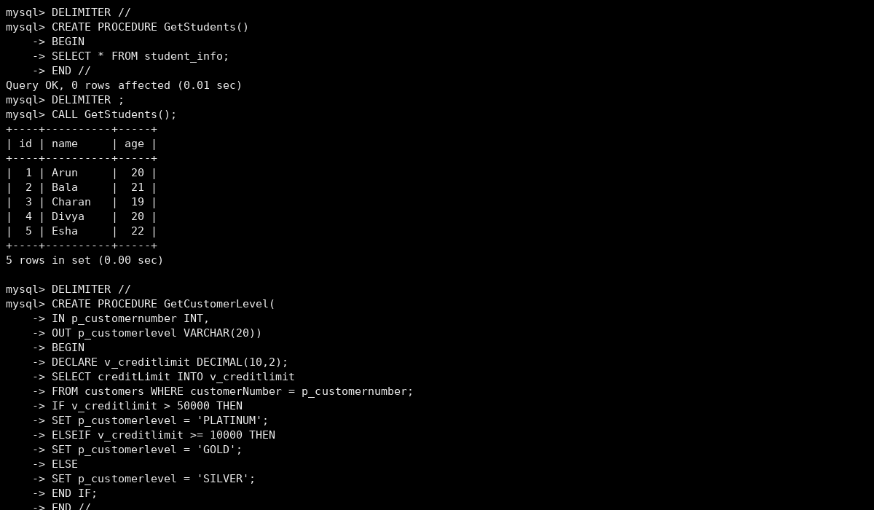 mysql> DELIMITER //
mysql> CREATE PROCEDURE GetStudents()
    -> BEGIN
    -> SELECT * FROM student_info;
    -> END //
Query OK, 0 rows affected (0.01 sec)
mysql> DELIMITER ;
mysql> CALL GetStudents();
+----+----------+-----+
| id | name     | age |
+----+----------+-----+
|  1 | Arun     |  20 |
|  2 | Bala     |  21 |
|  3 | Charan   |  19 |
|  4 | Divya    |  20 |
|  5 | Esha     |  22 |
+----+----------+-----+
5 rows in set (0.00 sec)

mysql> DELIMITER //
mysql> CREATE PROCEDURE GetCustomerLevel(
    -> IN p_customernumber INT,
    -> OUT p_customerlevel VARCHAR(20))
    -> BEGIN
    -> DECLARE v_creditlimit DECIMAL(10,2);
    -> SELECT creditLimit INTO v_creditlimit
    -> FROM customers WHERE customerNumber = p_customernumber;
    -> IF v_creditlimit > 50000 THEN
    -> SET p_customerlevel = 'PLATINUM';
    -> ELSEIF v_creditlimit >= 10000 THEN
    -> SET p_customerlevel = 'GOLD';
    -> ELSE
    -> SET p_customerlevel = 'SILVER';
    -> END IF;
    -> END //